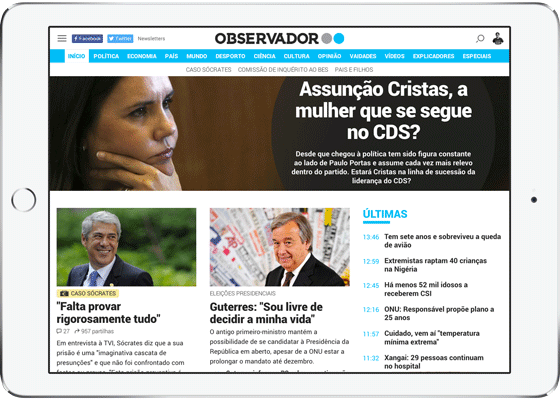 Facebook Twitter Newsletters
OBSERVADOR
INÍCIO POLÍTICA ECONOMIA PAÍS MUNDO DESPORTO CIÊNCIA CULTURA OPINIÃO VAIDADES VÍDEOS EXPLICADORES ESPECIAIS
CASO SÓCRATES COMISSÃO DE INQUÉRITO AO BES PAIS E FILHOS
Assunção Cristas, a
mulher que se segue
no CDS?
Desde que chegou à política tem sido figura constante
ao lado de Paulo Portas e assume cada vez mais relevo
dentro do partido. Estará Cristas na linha de sucessão da
liderança do CDS?
CASO SÓCRATES
"Falta provar
rigorosamente tudo"
27 957 partilhas
Em entrevista à TVI, Sócrates diz que a sua
prisão é uma "imaginativa cascata de
presunções" e que não foi confrontado com
ELEIÇÕES PRESIDENCIAIS
Guterres: "Sou livre de
decidir a minha vida"
O antigo primeiro-ministro mantém a
possibilidade de se candidatar à Presidência da
República em aberto, apesar de a ONU estar a
prolongar o mandato até dezembro.
ÚLTIMAS
13:46 Tem sete anos e sobreviveu a queda
de avião
12:59 Extremistas raptam 40 crianças
na Nigéria
12:45 Há menos 52 mil idosos a
receberem CSI
12:16 ONU: Responsável propõe plano a
25 anos
11:57 Cuidado, vem aí "temperatura
mínima extrema"
11:32 Xangai: 29 pessoas continuam
no hospital